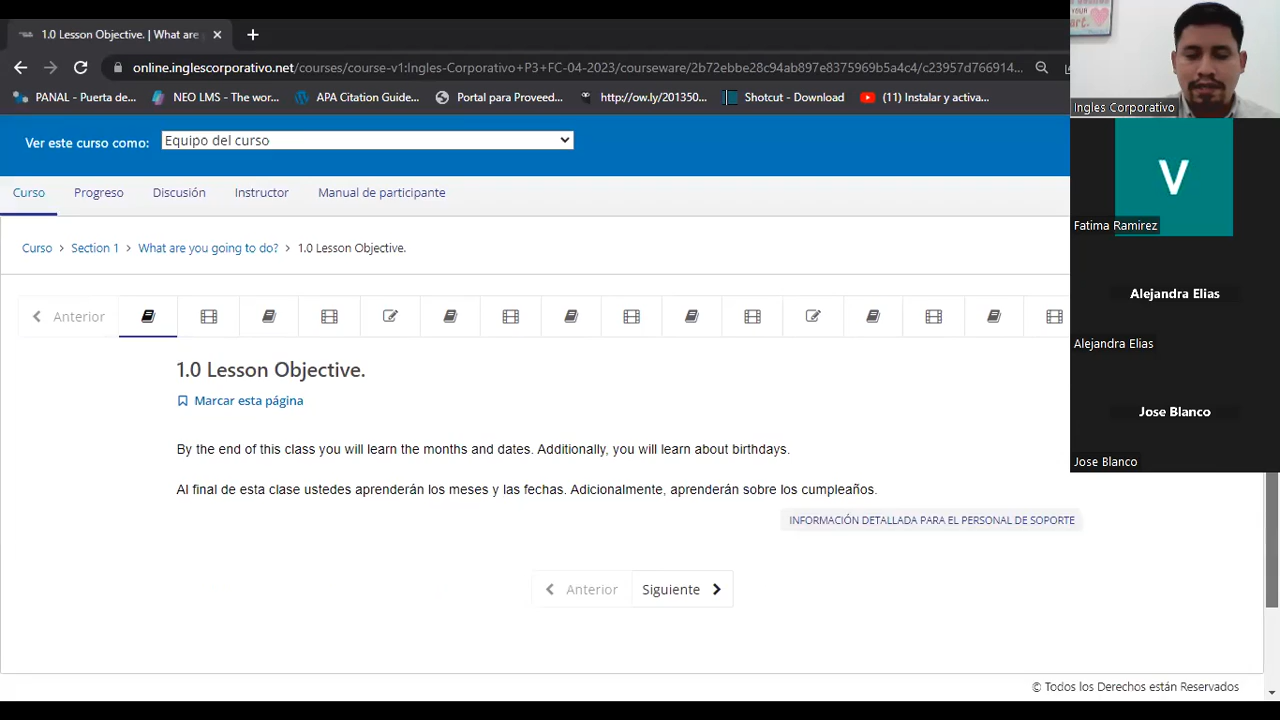 1.0 Lesson Objective. | What are
online.inglescorporativo.net/courses/course-v1:Ingles-Corporativo+P3+FC-04-2023/courseware/2b72ebbe28c94ab897e8375969b5a4c4/c23957d766914...
PANAL - Puerta de...
NEO LMS - The wor...
APA Citation Guide...
Portal pra Proveed...
http://ow.ly/201350...
Shotcut - Download
(11) Instalar y activa...
Ver este curso como:
Equipo del curso
Curso
Progreso
Discusión
Instructor
Manual de participante
Curso > Section 1 > What are you going to do? > 1.0 Lesson Objective.
Anterior
1.0 Lesson Objective.
Marcar esta página
By the end of this class you will learn the months and dates. Additionally, you will learn about birthdays.
Al final de esta clase ustedes aprenderán los meses y las fechas. Adicionalmente, aprenderán sobre los cumpleaños.
INFORMACIÓN DETALLADA PARA EL PERSONAL DE SOPORTE
Anterior
Siguiente
© Todos los Derechos están Reservados
Ingles Corporativo
V
Fatima Ramirez
Alejandra Elias
Alejandra Elias
Jose Blanco
Jose Blanco